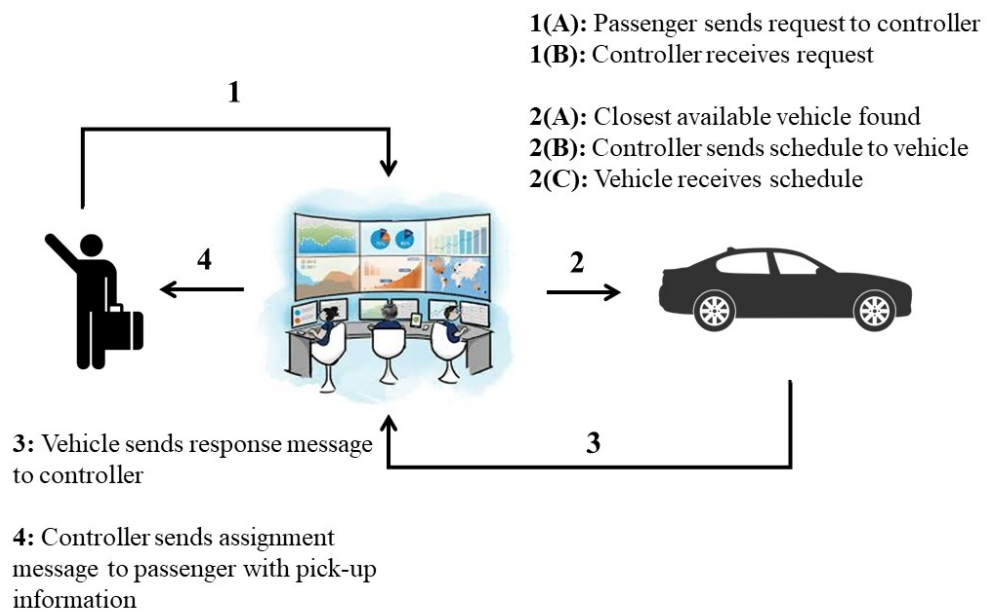 1(A): Passenger sends request to controller
1(B): Controller receives request
1
2(A): Closest available vehicle found
2(B): Controller sends schedule to vehicle
2(C): Vehicle receives schedule
4
2
3: Vehicle sends response message
to controller
3
4: Controller sends assignment
message to passenger with pick-up
information